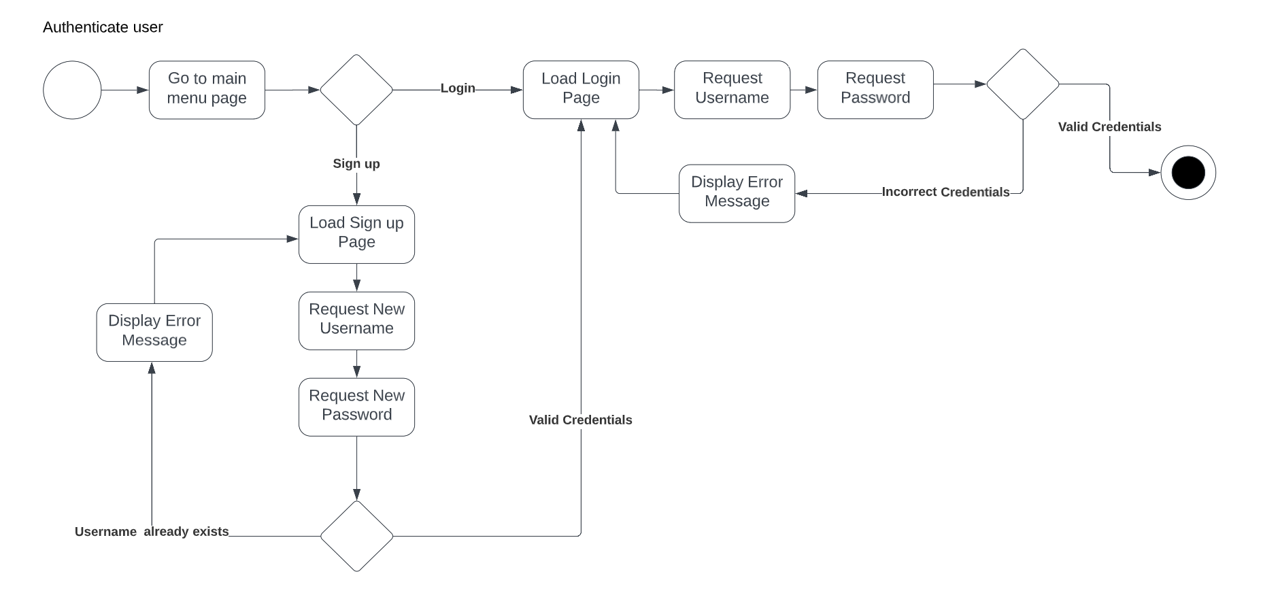 Authenticate user
Go to main
menu page
Login
Load Login
Page
Request
Username
Request
Password
Valid Credentials
Sign up
Display Error
Message
Incorrect Credentials
Load Sign up
Page
Request New
Username
Display Error
Message
Request New
Password
Valid Credentials
Username  already exists